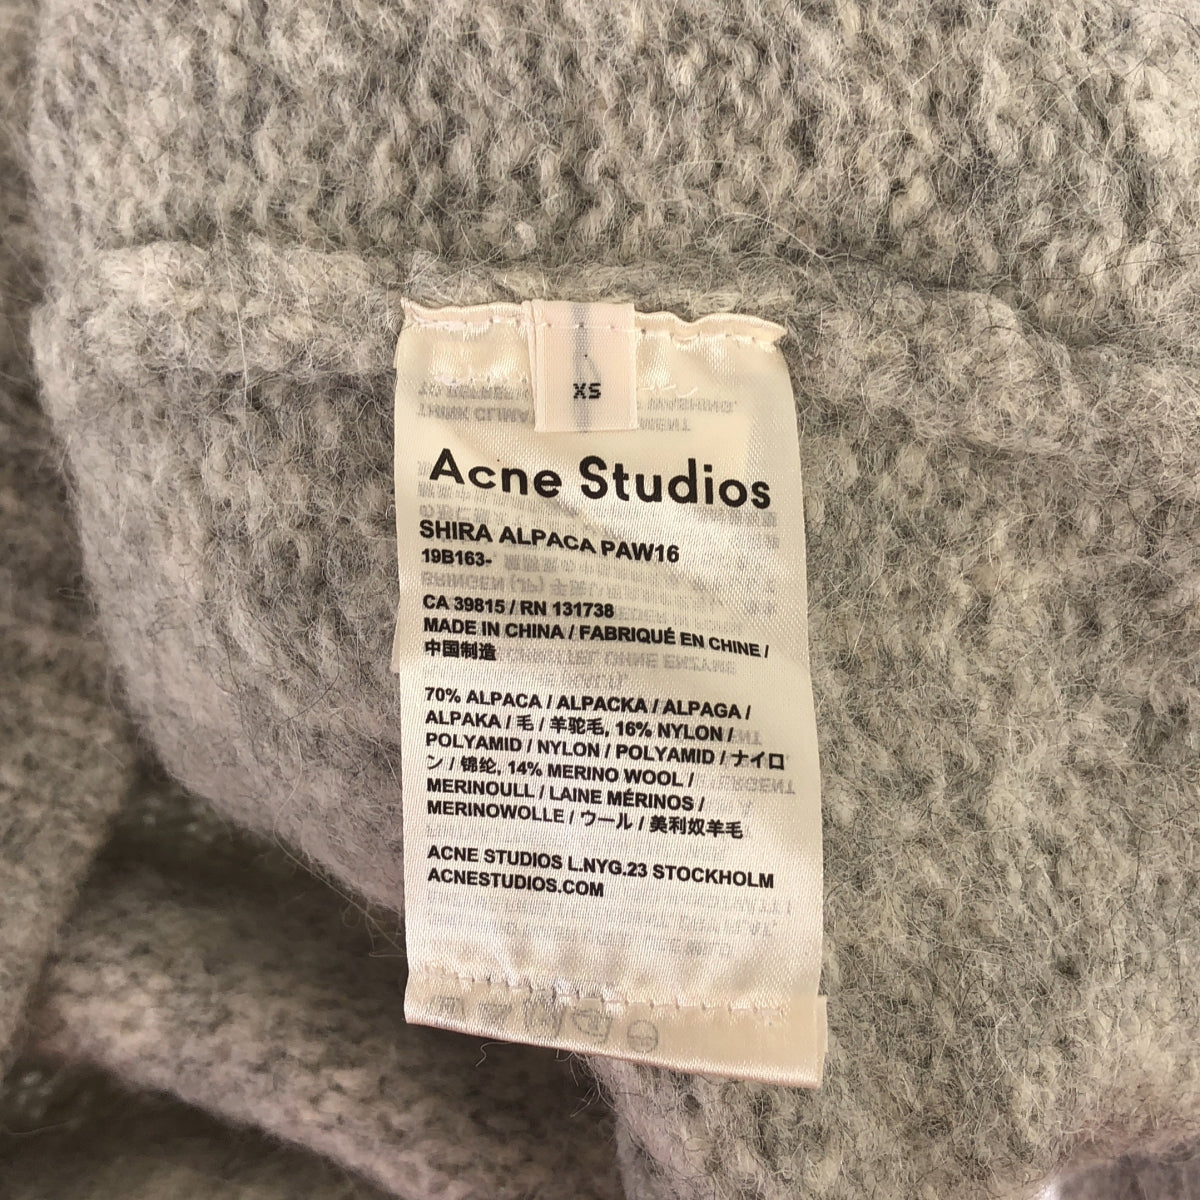 XS
Acne Studios
SHIRA ALPACA PAW16
19B163-
CA 39815 / RN 131738
MADE IN CHINA / FABRIQUÉ EN CHINE /
中国制造
70% ALPACA / ALPACKA / ALPAGA /
ALPAKA / 毛 / 羊驼毛, 16% NYLON /
POLYAMID / NYLON / POLYAMID / ナイロ
ン / 锦纶, 14% MERINO WOOL /
MERINOULL / LAINE MÉRINOS /
MERINOWOLLE / ウール / 美利奴羊毛
ACNE STUDIOS L.NYG.23 STOCKHOLM
ACNESTUDIOS.COM